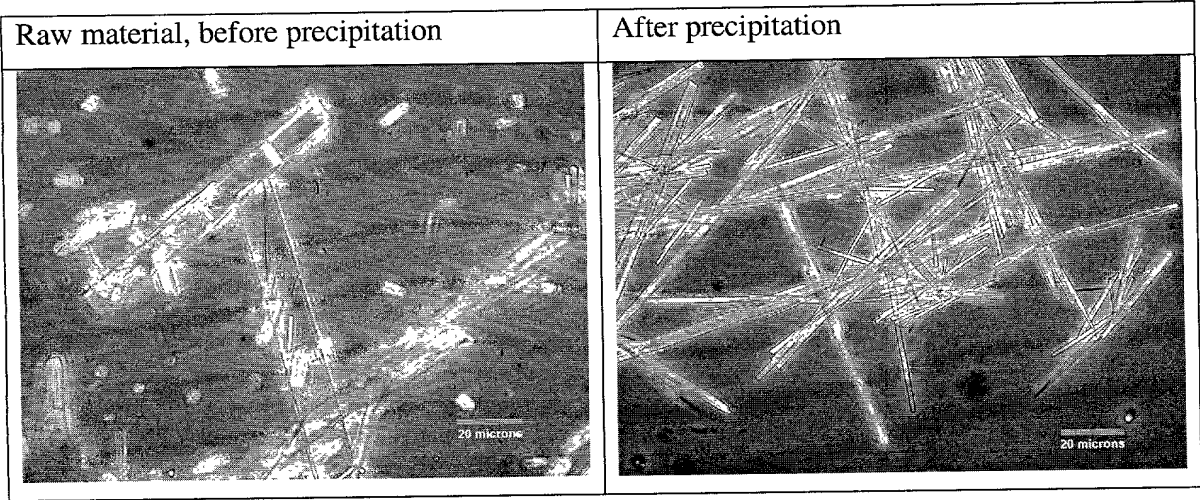 Raw material, before precipitation
After precipitation
20 microns
20 microns